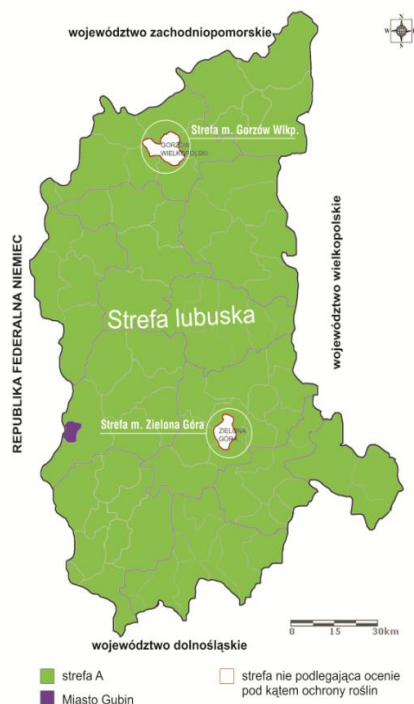 województwo zachodniopomorskie
N
W
E
S
Strefa m. Gorzów Wlkp.
GORZÓW
WIELKOPOLSKI
REPUBLIKA FEDERALNA NIEMIEC
województwo wielkopolskie
Strefa lubuska
Strefa m. Zielona Góra
ZIELONA
GÓRA
0 15 30km
województwo dolnośląskie
strefa A
Miasto Gubin
strefa nie podlegająca ocenie
pod kątem ochrony roślin